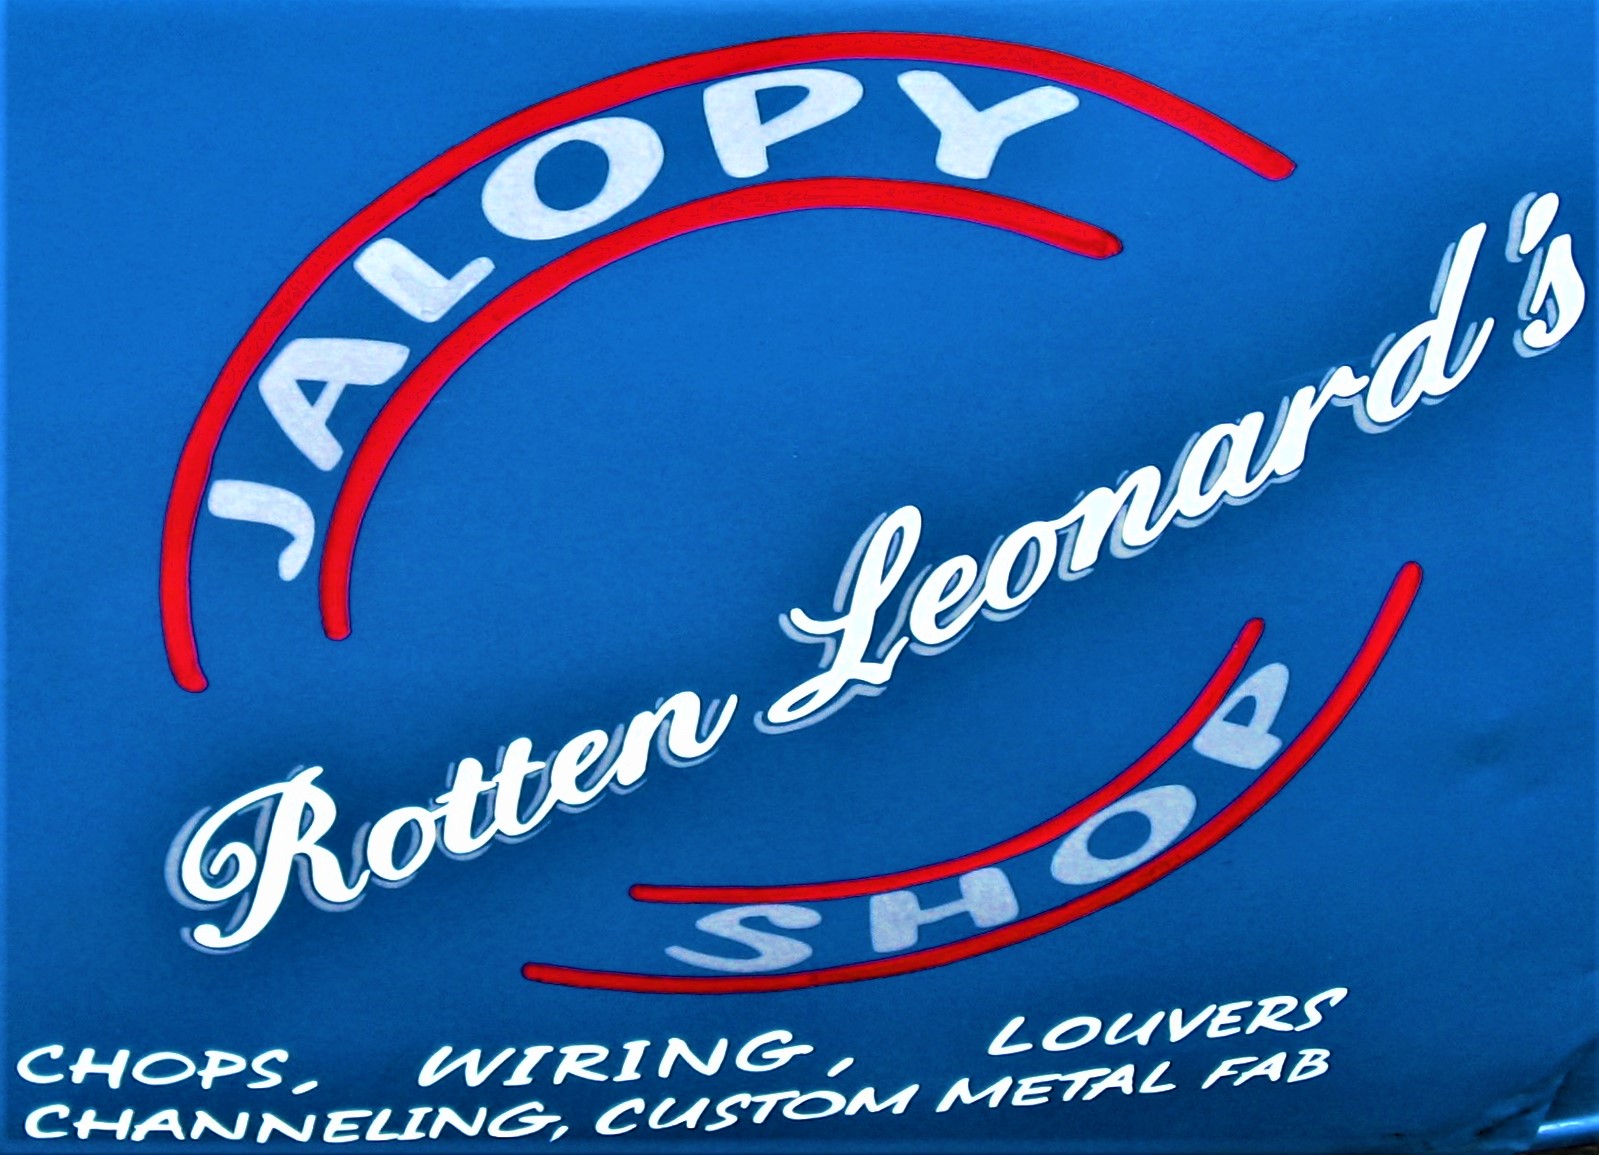 JALOPY
Rotten Leonard's
SHOP
CHOPS, WIRING, LOUVERS
CHANNELING, CUSTOM METAL FAB